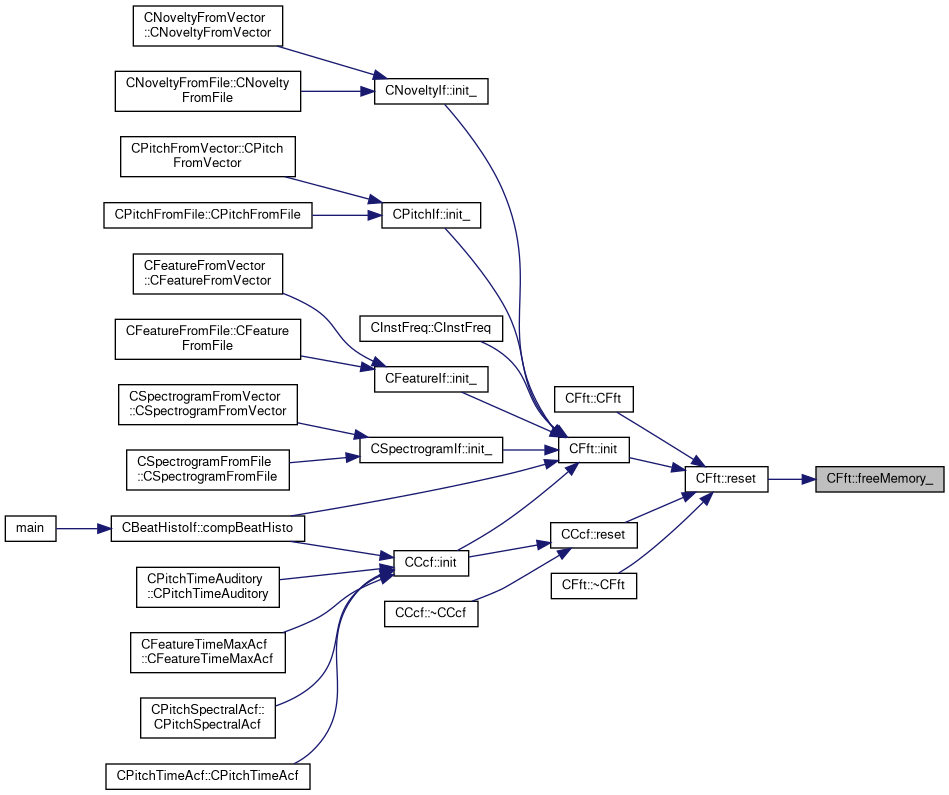 CNoveltyFromVector
::CNoveltyFromVector
CNoveltyFromFile::CNovelty
FromFile
CNoveltyIf::init_
CPitchFromVector::CPitch
FromVector
CPitchFromFile::CPitchFromFile
CPitchIf::init_
CFeatureFromVector
::CFeatureFromVector
CFeatureFromFile::CFeature
FromFile
CInstFreq::CInstFreq
CFeatureIf::init_
CSpectrogramFromVector
::CSpectrogramFromVector
CSpectrogramFromFile
::CSpectrogramFromFile
CSpectrogramIf::init_
CFft::CFft
CFft::init
CFft::reset
CFft::freeMemory_
main
CBeatHistoIf::compBeatHisto
CCcf::reset
CCcf::init
CFft::~CFft
CPitchTimeAuditory
::CPitchTimeAuditory
CCcf::~CCcf
CFeatureTimeMaxAcf
::CFeatureTimeMaxAcf
CPitchSpectralAcf::
CPitchSpectralAcf
CPitchTimeAcf::CPitchTimeAcf